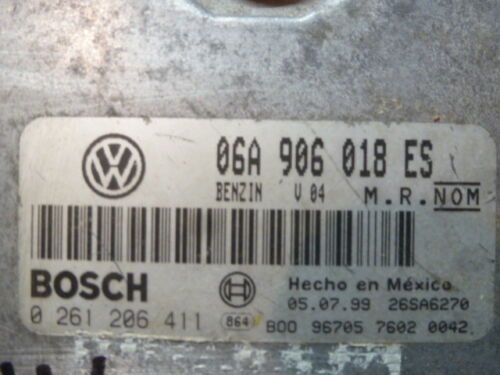 06A 906 018 ES
BENZIN V 04 M.R.NOM
BOSCH
Hecho en México
05.07.99 26SA6270
0 261 206 411 864 BOO 96705 7602 0042